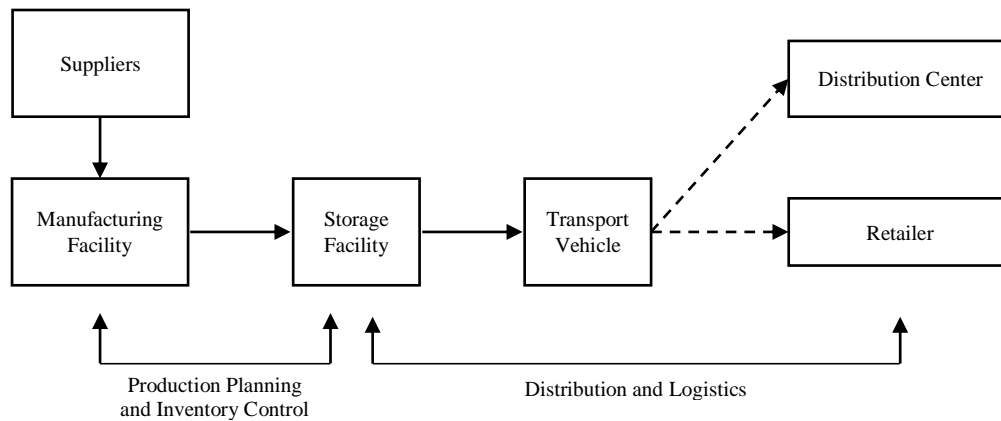 Suppliers
Distribution Center
Manufacturing
Facility
Storage
Facility
Transport
Vehicle
Retailer
Production Planning
and Inventory Control
Distribution and Logistics